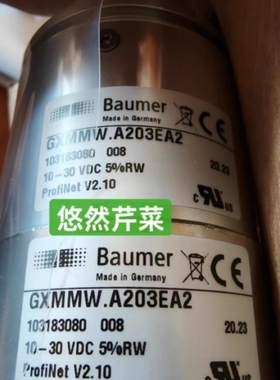 Baumer
Made in Germany
GXMMW.A203EA2
103183080 008
20.23
10-30 VDC 5%RW
ProfiNet V2.10
c RU us
悠然芹菜
Baumer
Made in Germany
GXMMW.A203EA2
103183080 008
20.23
10-30 VDC 5%RW
ProfiNet V2.10